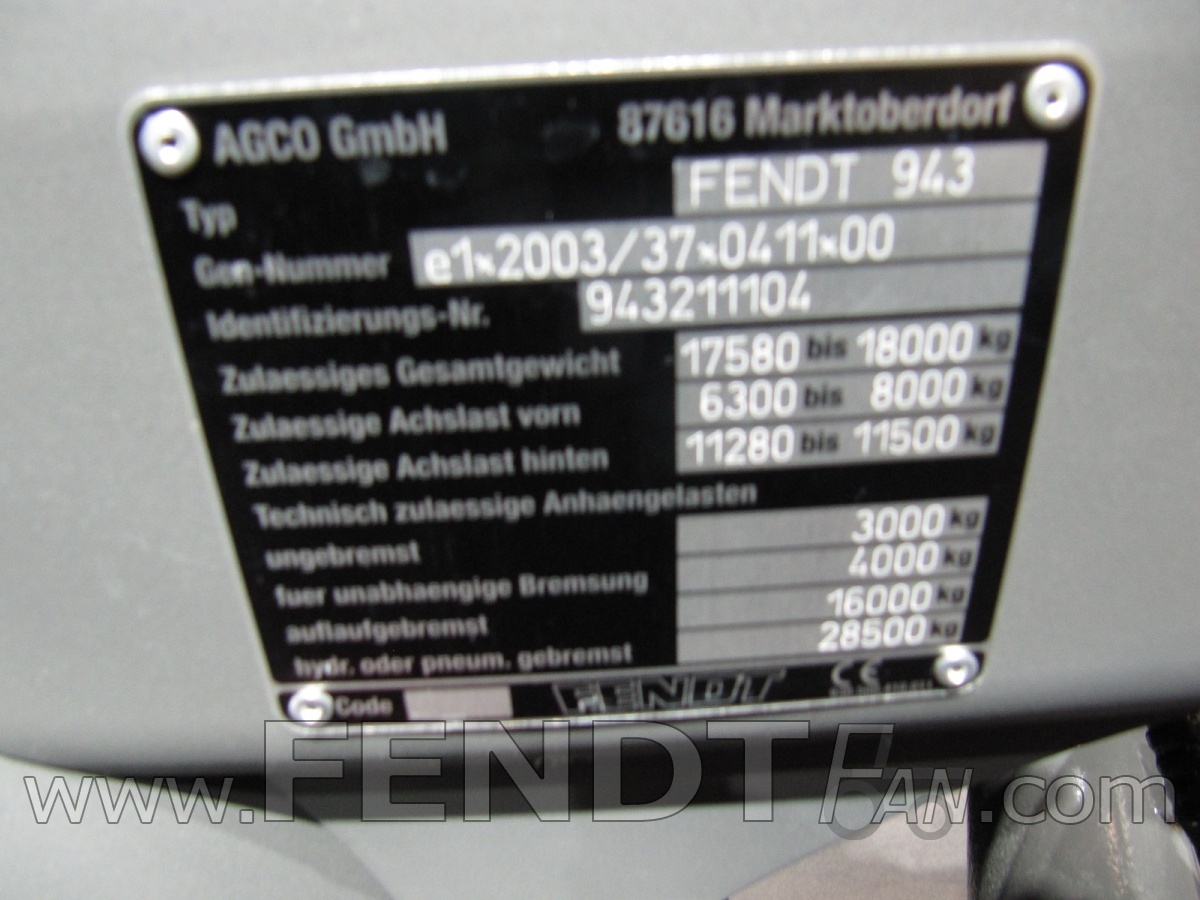 AGCO GmbH 87616 Marktoberdorf
Typ FENDT 943
Gen-Nummer e1*2003/37*0411*00
Identifizierungs-Nr. 943211104
Zulaessiges Gesamtgewicht 17580 bis 18000 kg
Zulaessige Achslast vorn 6300 bis 8000 kg
Zulaessige Achslast hinten 11280 bis 11500 kg
Technisch zulaessige Anhaengelasten
ungebremst 3000 kg
fuer unabhaengige Bremsung 4000 kg
auflaufgebremst 16000 kg
hydr. oder pneum. gebremst 28500 kg
Code FENDT CE
www.FENDTFAN.com